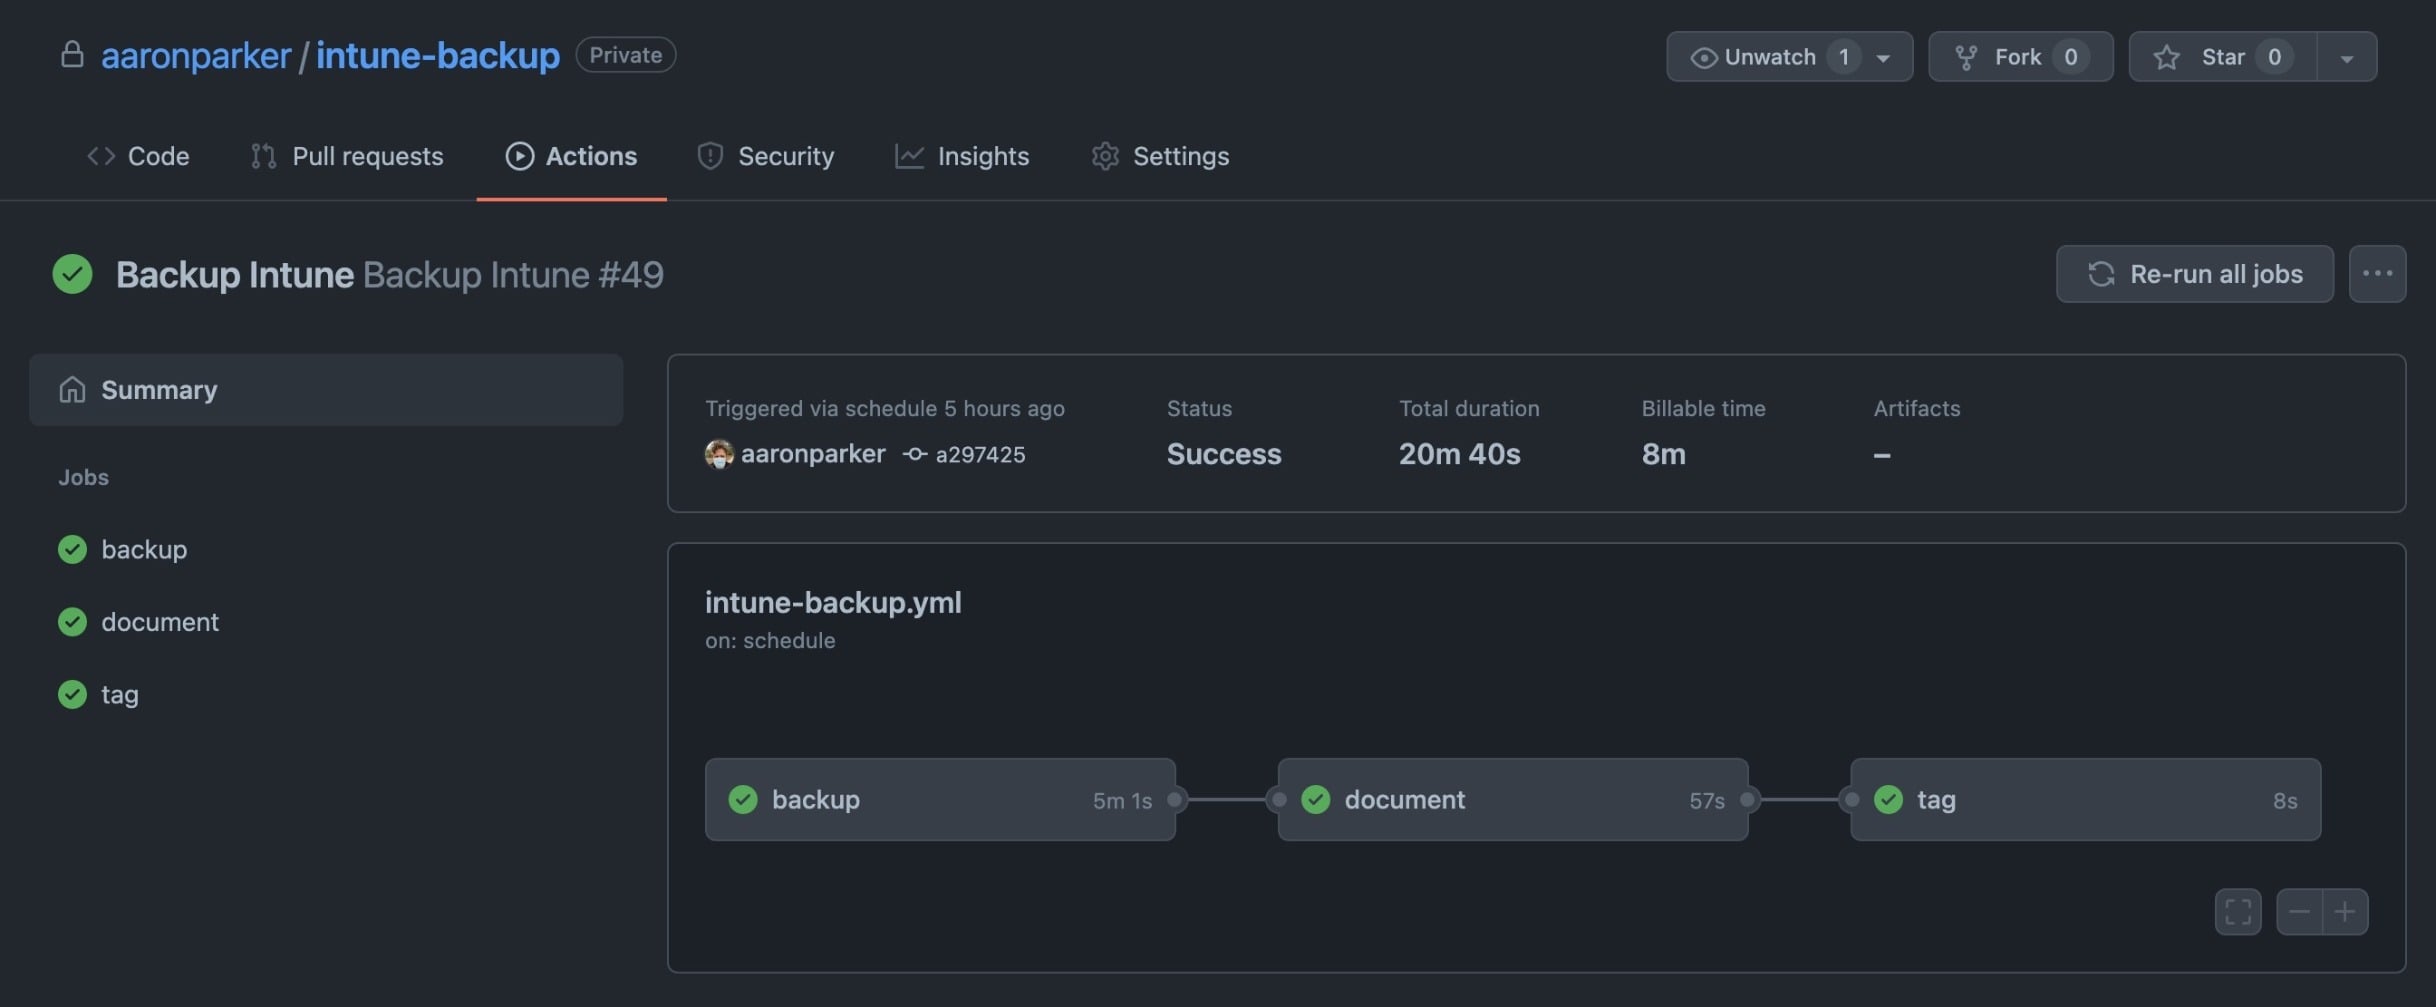 aaronparker / intune-backup Private
Unwatch 1 Fork 0 Star 0
Code Pull requests Actions Security Insights Settings
Backup Intune Backup Intune #49
Re-run all jobs
Summary
Jobs
backup
document
tag
Triggered via schedule 5 hours ago
aaronparker a297425
Status
Success
Total duration
20m 40s
Billable time
8m
Artifacts
–
intune-backup.yml
on: schedule
backup 5m 1s
document 57s
tag 8s